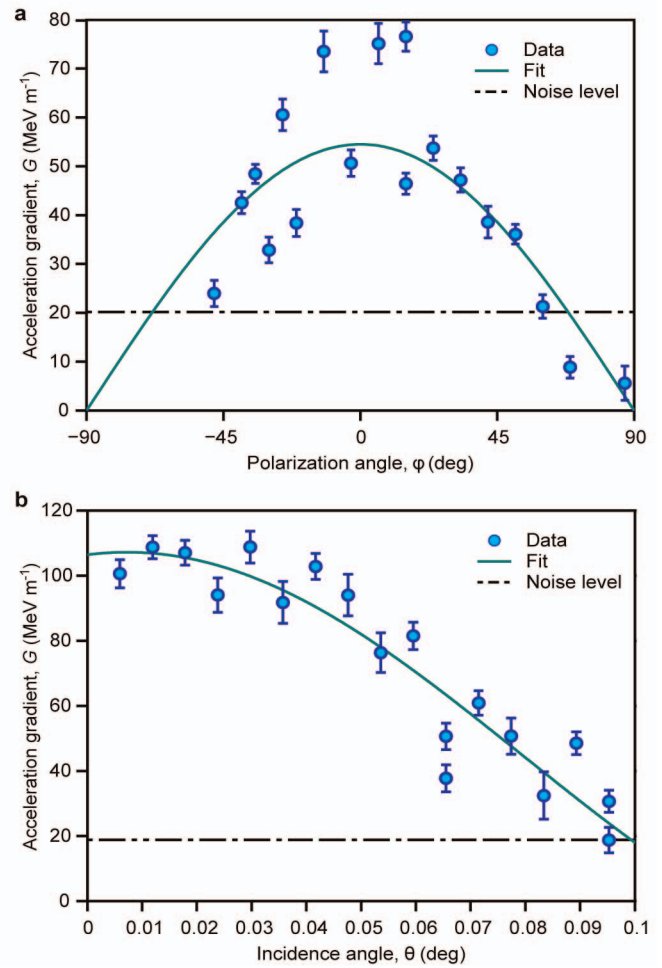 a
80
70
60
50
40
30
20
10
0
Acceleration gradient, G (MeV m⁻¹)
Data
Fit
Noise level
−90
−45
0
45
90
Polarization angle, φ (deg)
b
120
100
80
60
40
20
0
Acceleration gradient, G (MeV m⁻¹)
Data
Fit
Noise level
0
0.01
0.02
0.03
0.04
0.05
0.06
0.07
0.08
0.09
0.1
Incidence angle, θ (deg)